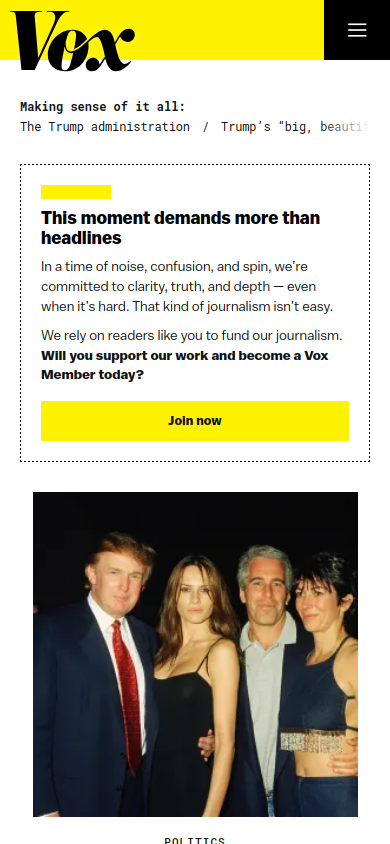 Vox
Making sense of it all:
The Trump administration / Trump's "big, beautif
This moment demands more than
headlines
In a time of noise, confusion, and spin, we're
committed to clarity, truth, and depth — even
when it's hard. That kind of journalism isn't easy.
We rely on readers like you to fund our journalism.
Will you support our work and become a Vox
Member today?
Join now
POLITICS